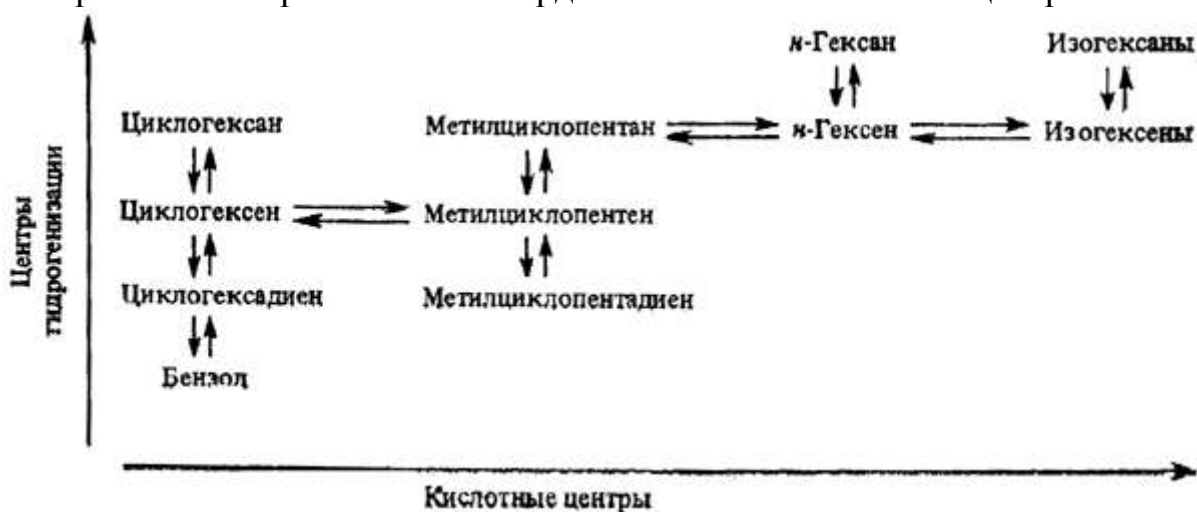 н-Гексан Изогексаны
Циклогексан Метилциклопентан н-Гексен Изогексены
Циклогексен Метилциклопентен
Циклогексадиен Метилциклопентадиен
Бензол
Центры
гидрогенизации
Кислотные центры